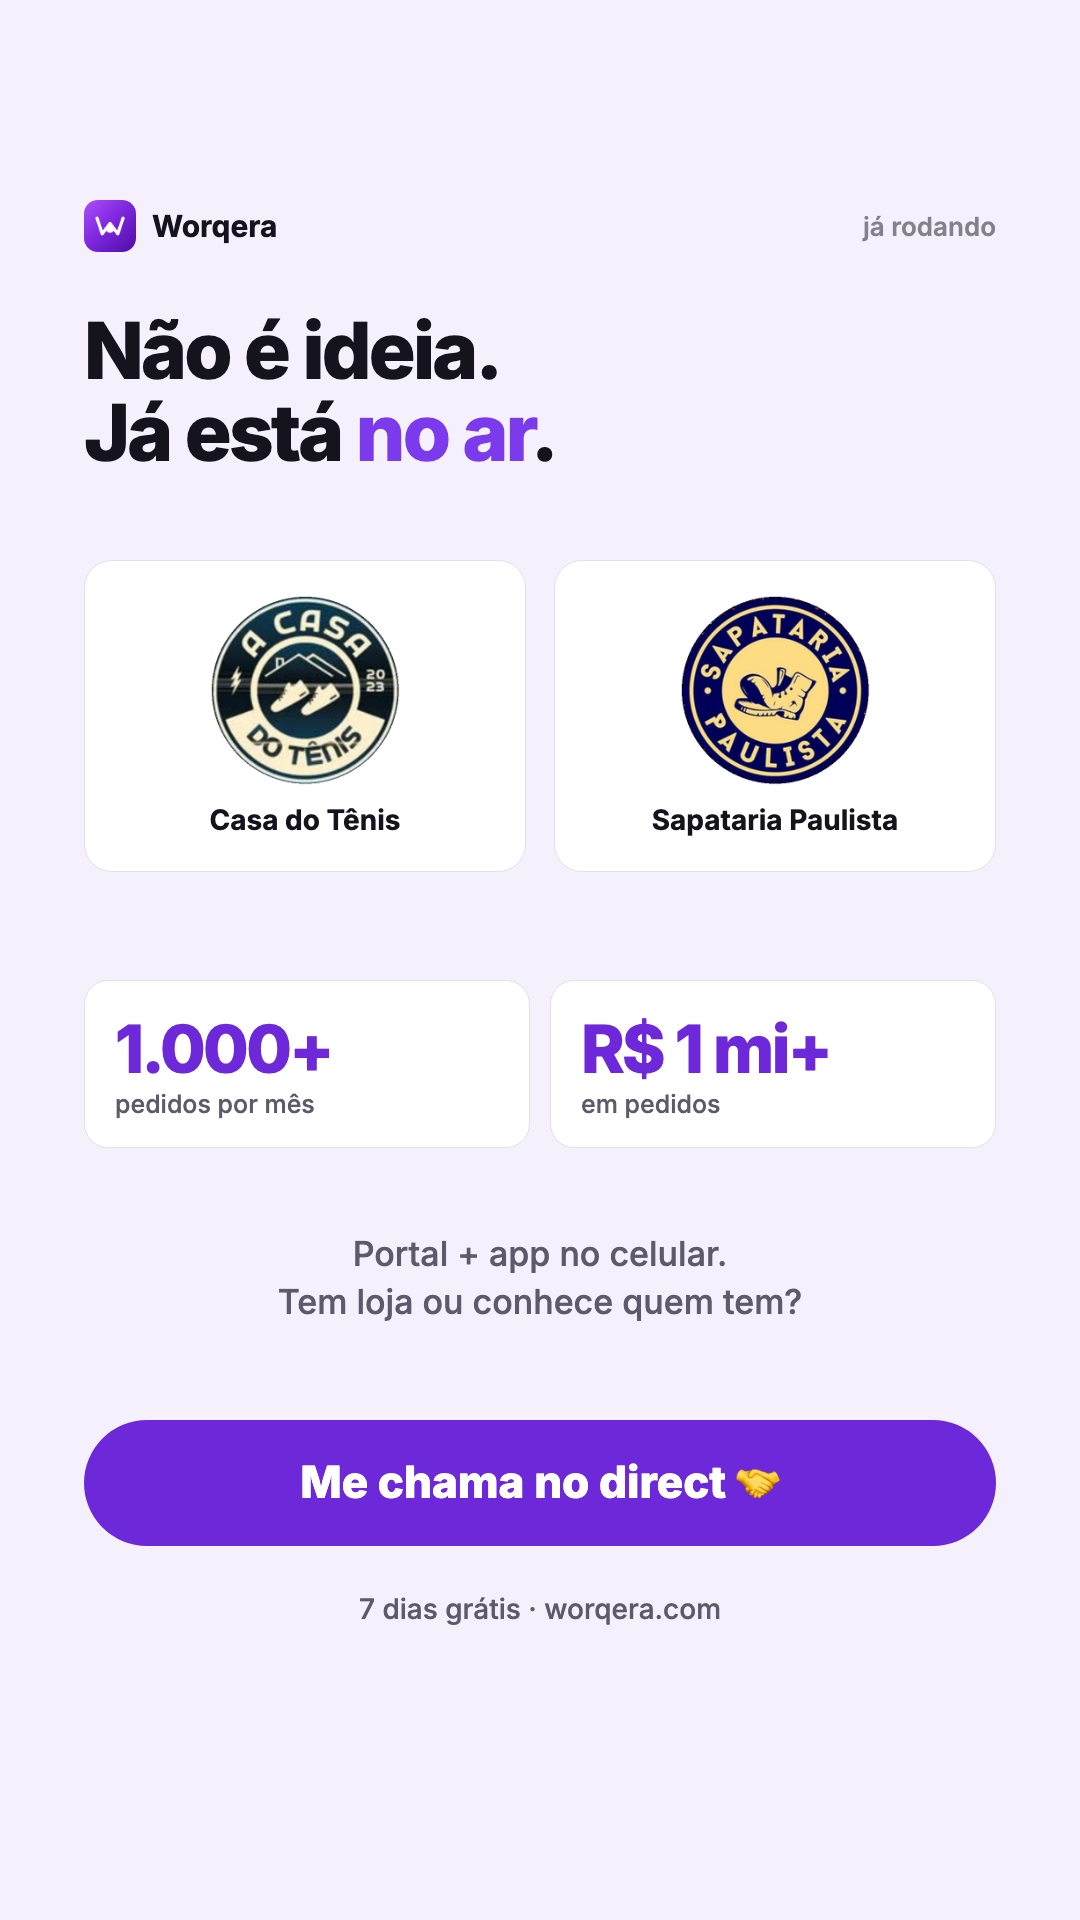 Worqera
já rodando
Não é ideia.
Já está no ar.
A CASA
20
23
DO TÊNIS
SAPATARIA
PAULISTA
Casa do Tênis
Sapataria Paulista
1.000+
pedidos por mês
R$ 1 mi+
em pedidos
Portal + app no celular.
Tem loja ou conhece quem tem?
Me chama no direct 🤝
7 dias grátis · worqera.com